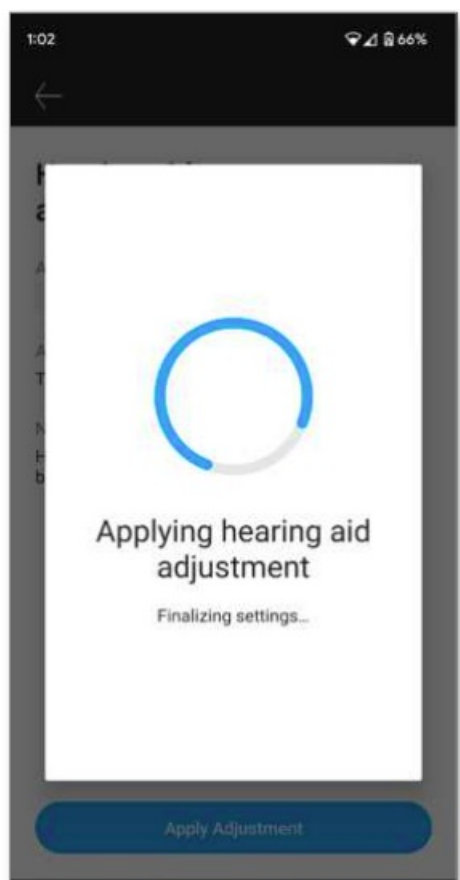 1:02
66%
Applying hearing aid
adjustment
Finalizing settings...
Apply Adjustment